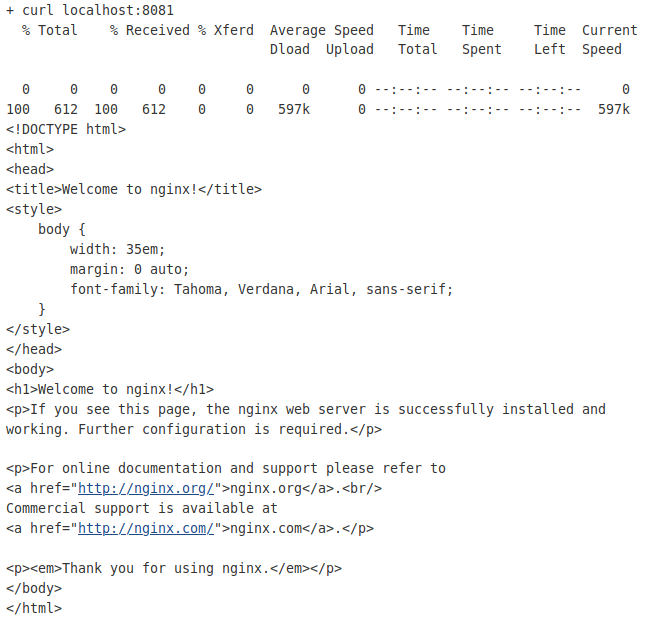 + curl localhost:8081
  % Total    % Received % Xferd  Average Speed   Time    Time     Time  Current
                                 Dload  Upload   Total   Spent    Left  Speed

  0     0    0     0    0     0      0      0 --:--:-- --:--:-- --:--:--     0
100   612  100   612    0     0   597k      0 --:--:-- --:--:-- --:--:--  597k
<!DOCTYPE html>
<html>
<head>
<title>Welcome to nginx!</title>
<style>
    body {
        width: 35em;
        margin: 0 auto;
        font-family: Tahoma, Verdana, Arial, sans-serif;
    }
</style>
</head>
<body>
<h1>Welcome to nginx!</h1>
<p>If you see this page, the nginx web server is successfully installed and
working. Further configuration is required.</p>

<p>For online documentation and support please refer to
<a href="http://nginx.org/">nginx.org</a>.<br/>
Commercial support is available at
<a href="http://nginx.com/">nginx.com</a>.</p>

<p><em>Thank you for using nginx.</em></p>
</body>
</html>